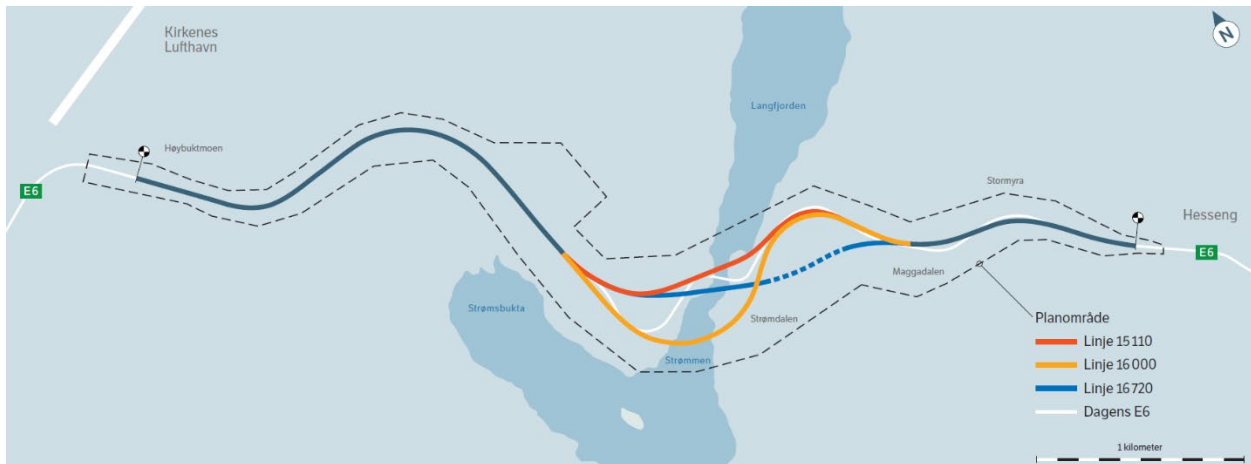 Kirkenes
Lufthavn
N
Langfjorden
Høybuktmoen
Stormyra
E6
Hesseng
E6
Maggadalen
Strømsbukta
Strømdalen
Planområde
Linje 15 110
Strømmen
Linje 16 000
Linje 16 720
Dagens E6
1 kilometer